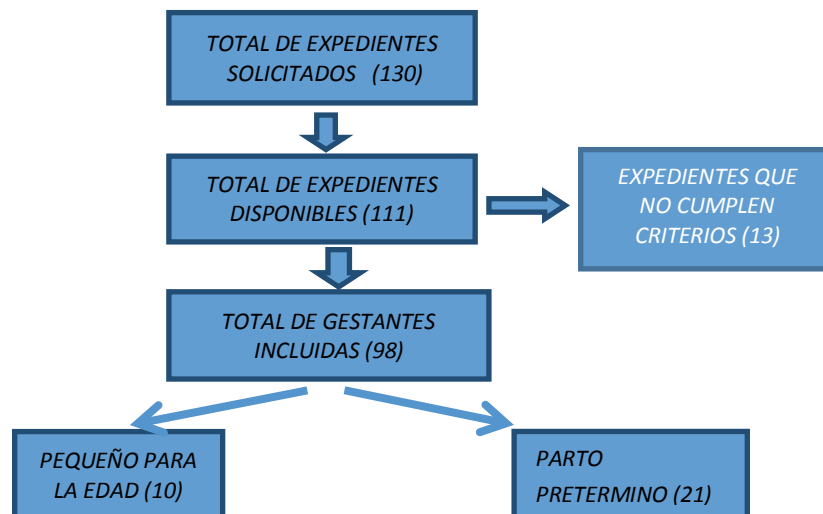 TOTAL DE EXPEDIENTES
SOLICITADOS (130)
TOTAL DE EXPEDIENTES
DISPONIBLES (111)
EXPEDIENTES QUE
NO CUMPLEN
CRITERIOS (13)
TOTAL DE GESTANTES
INCLUIDAS (98)
PEQUEÑO PARA
LA EDAD (10)
PARTO
PRETERMINO (21)